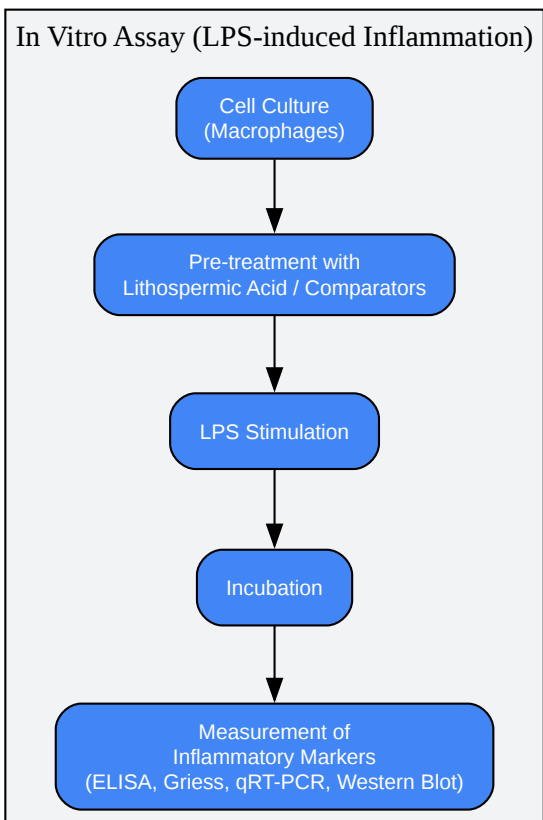 In Vitro Assay (LPS-induced Inflammation)
Cell Culture
(Macrophages)
Pre-treatment with
Lithospermic Acid / Comparators
LPS Stimulation
Incubation
Measurement of
Inflammatory Markers
(ELISA, Griess, qRT-PCR, Western Blot)